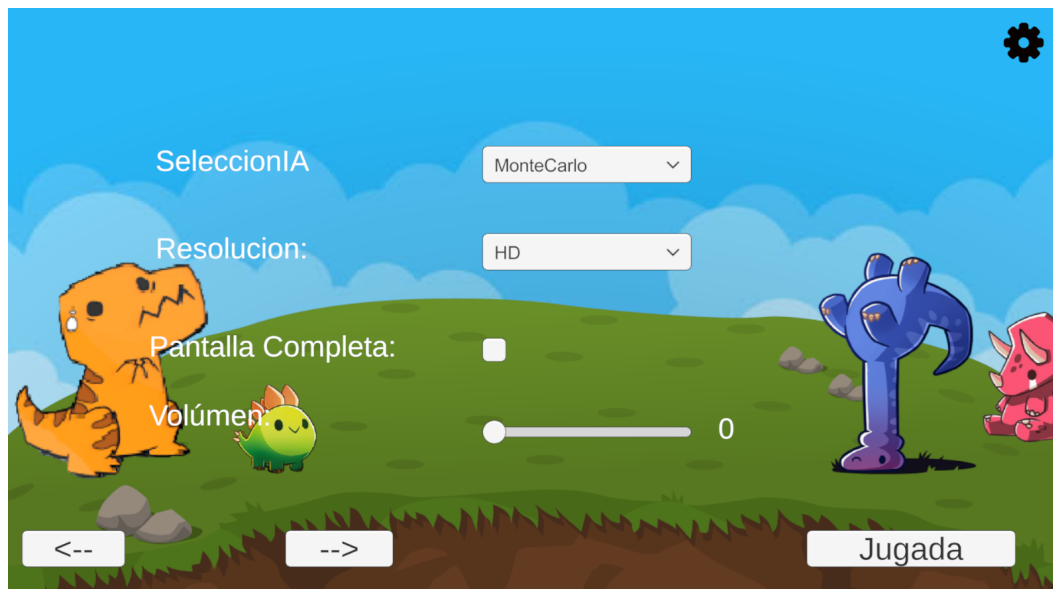 SeleccionIA
MonteCarlo
Resolucion:
HD
Pantalla Completa:
Volúmen:
0
<--
-->
Jugada